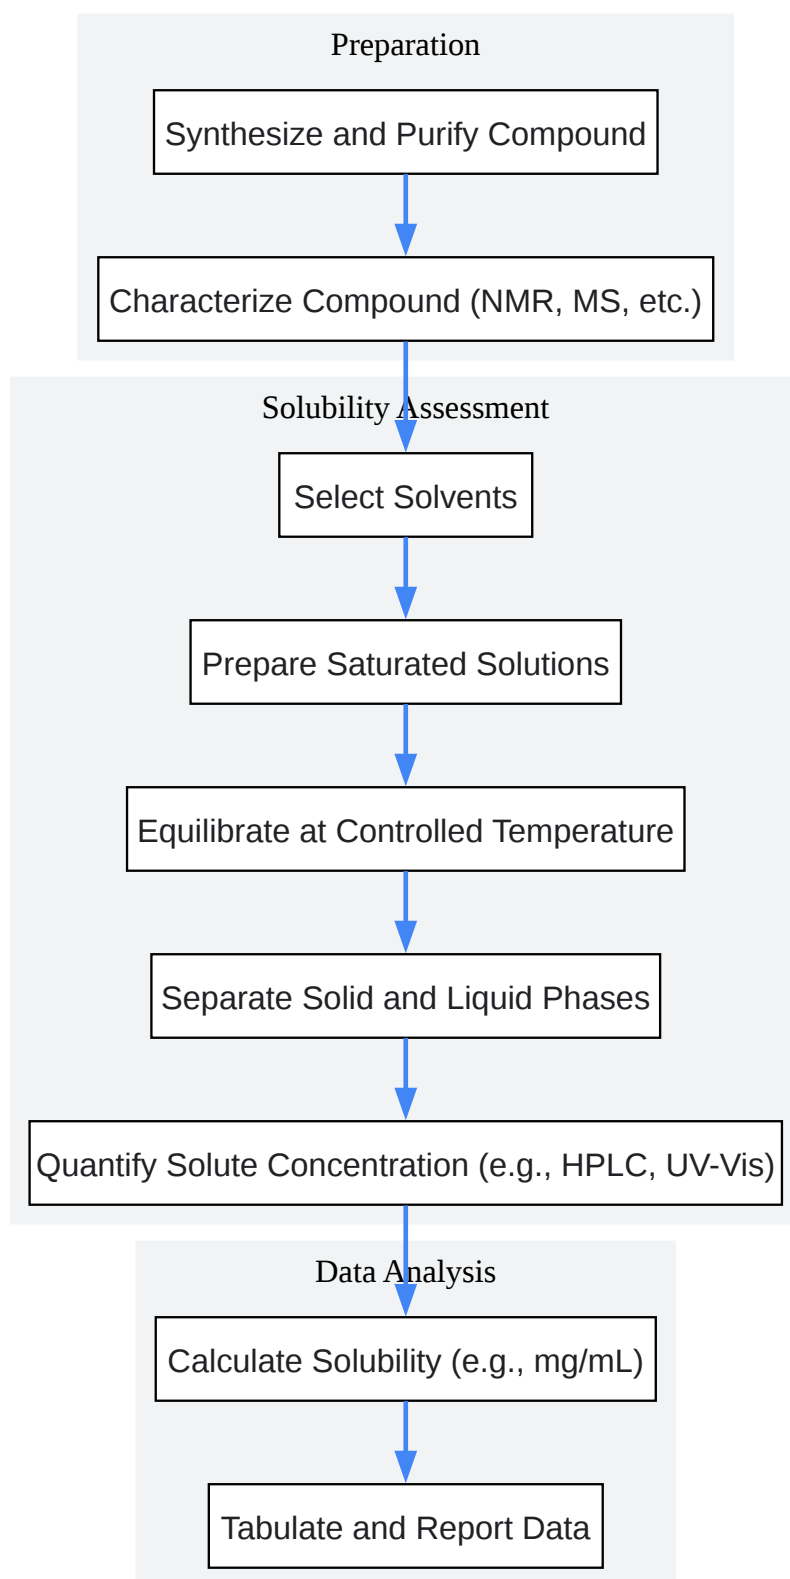 Preparation
Synthesize and Purify Compound
Characterize Compound (NMR, MS, etc.)
Solubility Assessment
Select Solvents
Prepare Saturated Solutions
Equilibrate at Controlled Temperature
Separate Solid and Liquid Phases
Quantify Solute Concentration (e.g., HPLC, UV-Vis)
Data Analysis
Calculate Solubility (e.g., mg/mL)
Tabulate and Report Data